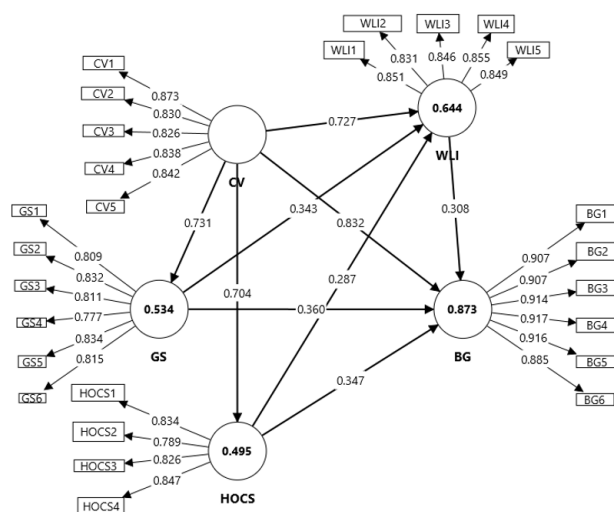 WLI2
WLI3
WLI4
WLI1
WLI5
0.831
0.846
0.855
0.851
0.849
0.644
WLI
CV1
CV2
CV3
CV4
CV5
0.873
0.830
0.826
0.838
0.842
CV
0.727
0.343
0.832
0.308
0.731
0.704
0.287
0.360
0.347
GS1
GS2
GS3
GS4
GS5
GS6
0.809
0.832
0.811
0.777
0.834
0.815
0.534
GS
BG1
BG2
BG3
BG4
BG5
BG6
0.907
0.907
0.914
0.917
0.916
0.885
0.873
BG
HOCS1
HOCS2
HOCS3
HOCS4
0.834
0.789
0.826
0.847
0.495
HOCS